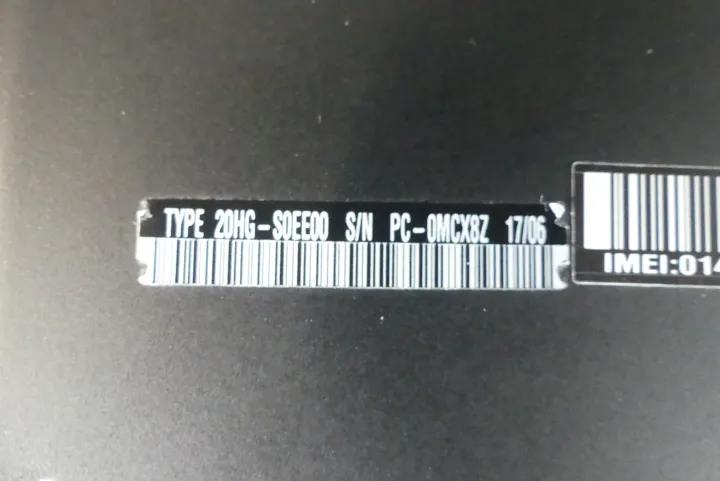 TYPE 20HG-S0EE00 S/N PC-0MCX8Z 17/06
IMEI:014